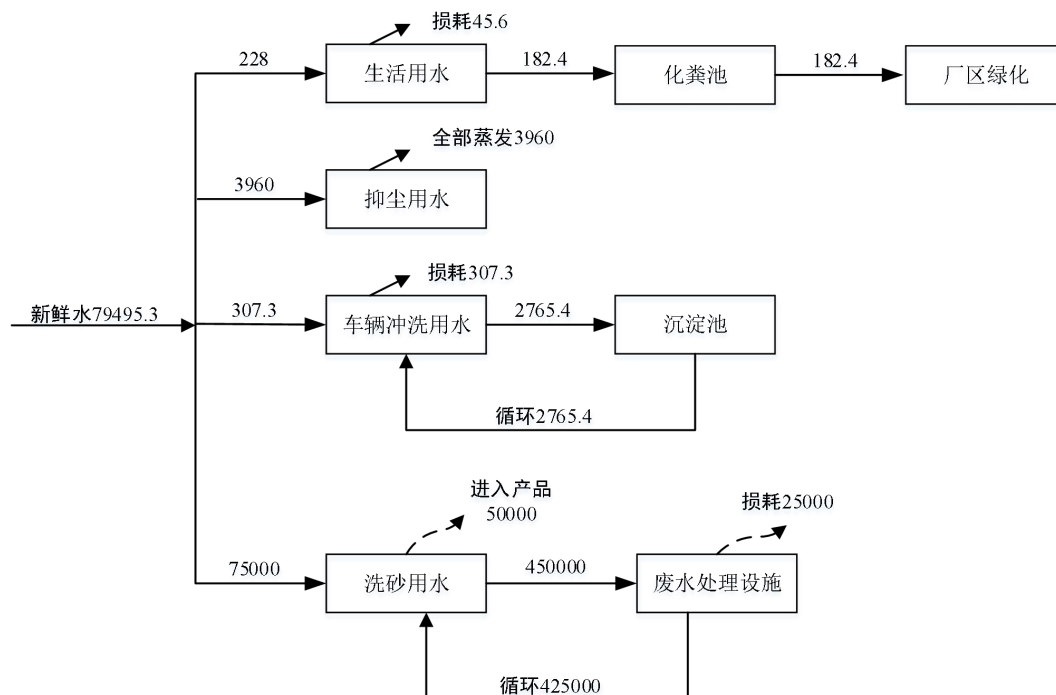 损耗45.6
228
生活用水
182.4
化粪池
182.4
厂区绿化
全部蒸发3960
3960
抑尘用水
损耗307.3
新鲜水79495.3
307.3
车辆冲洗用水
2765.4
沉淀池
循环2765.4
进入产品
50000
损耗25000
75000
洗砂用水
450000
废水处理设施
循环425000